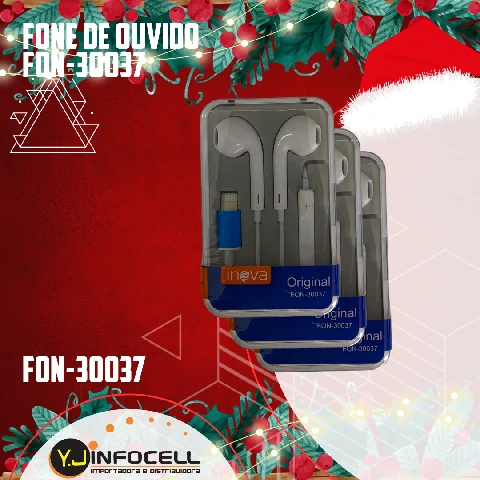 FONE DE OUVIDO
FON-30037
inova
Original
FON-30037
Original
FON-30037
nal
FON-30037
FON-30037
Y.J INFOCELL
importadora e distribuidora